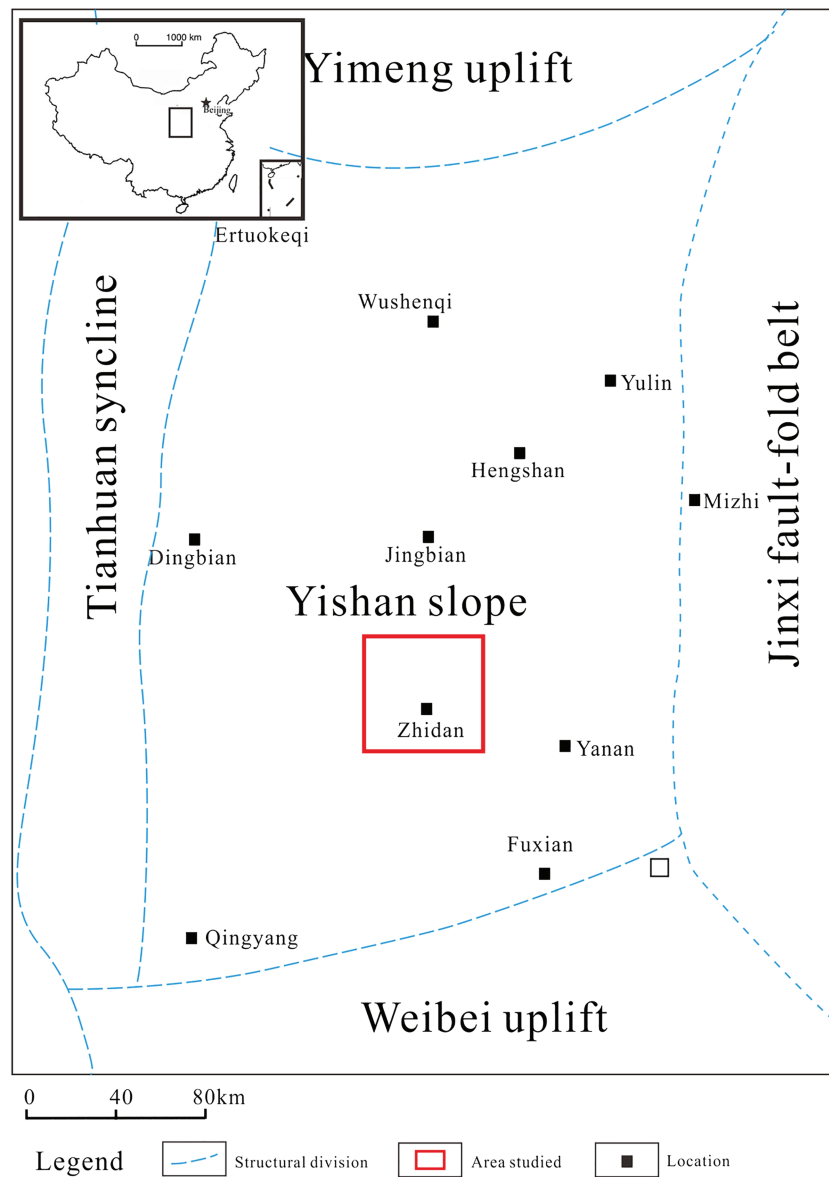 0 1000 km
Beijing
Yimeng uplift
Ertuokeqi
Wushenqi
Yulin
Hengshan
Mizhi
Tianhuan syncline
Jinxi fault-fold belt
Dingbian
Jingbian
Yishan slope
Zhidan
Yanan
Fuxian
Qingyang
Weibei uplift
0 40 80km
Legend Structural division Area studied Location